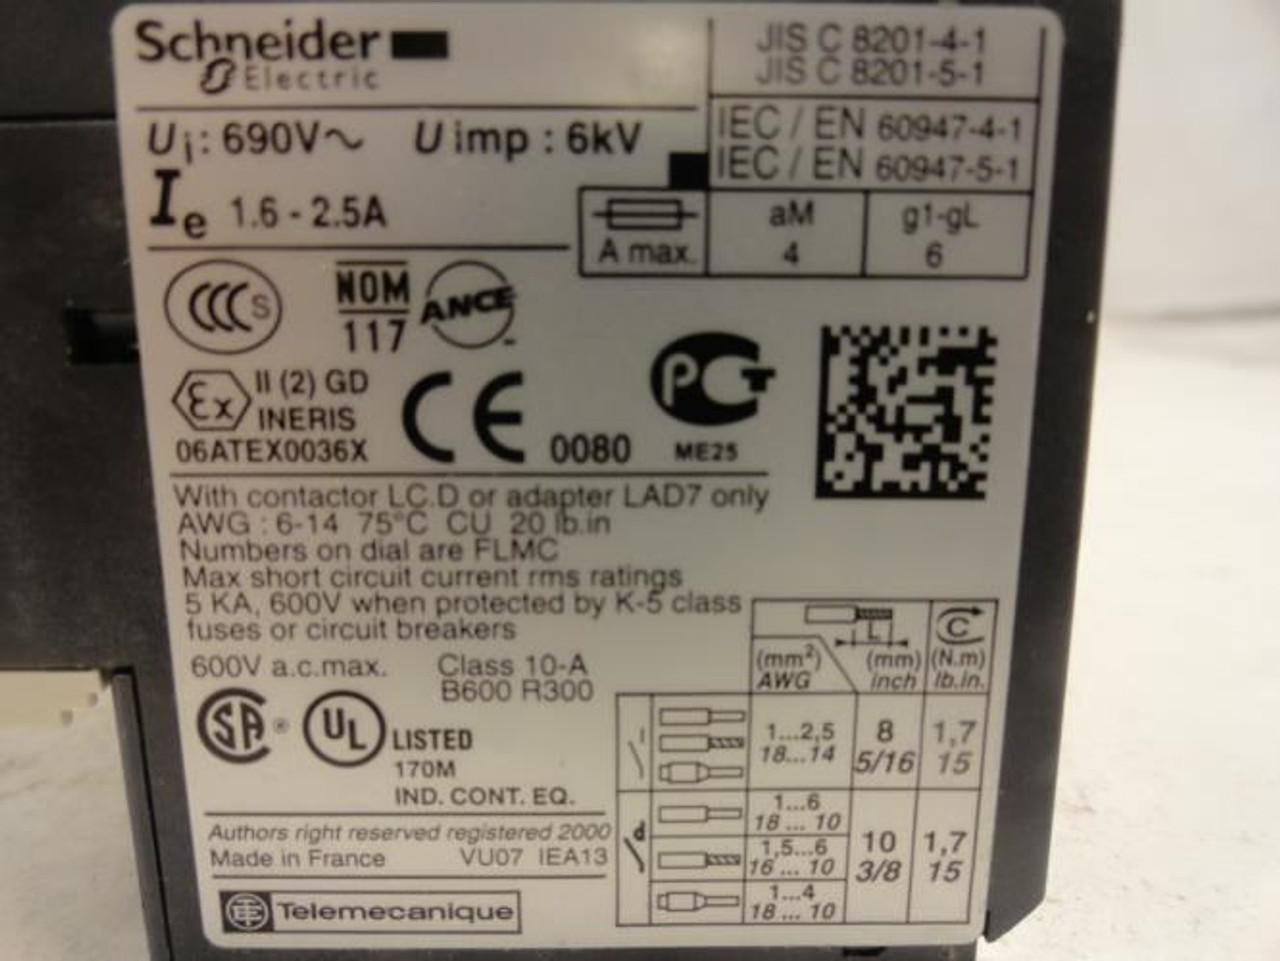 Schneider
Electric
JIS C 8201-4-1
JIS C 8201-5-1
Ui: 690V~ U imp : 6kV
IEC / EN 60947-4-1
IEC / EN 60947-5-1
Ie 1.6 - 2.5A
A max. aM 4 g1-gL 6
CCC S
NOM
117
ANCE
Ex II (2) GD
INERIS
06ATEX0036X
CE 0080
PCT
ME25
With contactor LC.D or adapter LAD7 only
AWG : 6-14 75°C CU 20 lb.in
Numbers on dial are FLMC
Max short circuit current rms ratings
5 KA, 600V when protected by K-5 class
fuses or circuit breakers
600V a.c.max. Class 10-A
B600 R300
SA ® UL LISTED
170M
IND. CONT. EQ.
L C
(mm²) (mm) (N.m)
AWG inch lb.in.
1...2,5 8 1,7
18...14 5/16 15
1...6
18 ... 10
1,5...6 10 1,7
16 ... 10 3/8 15
1...4
18 ... 10
Authors right reserved registered 2000
Made in France VU07 IEA13
TE Telemecanique